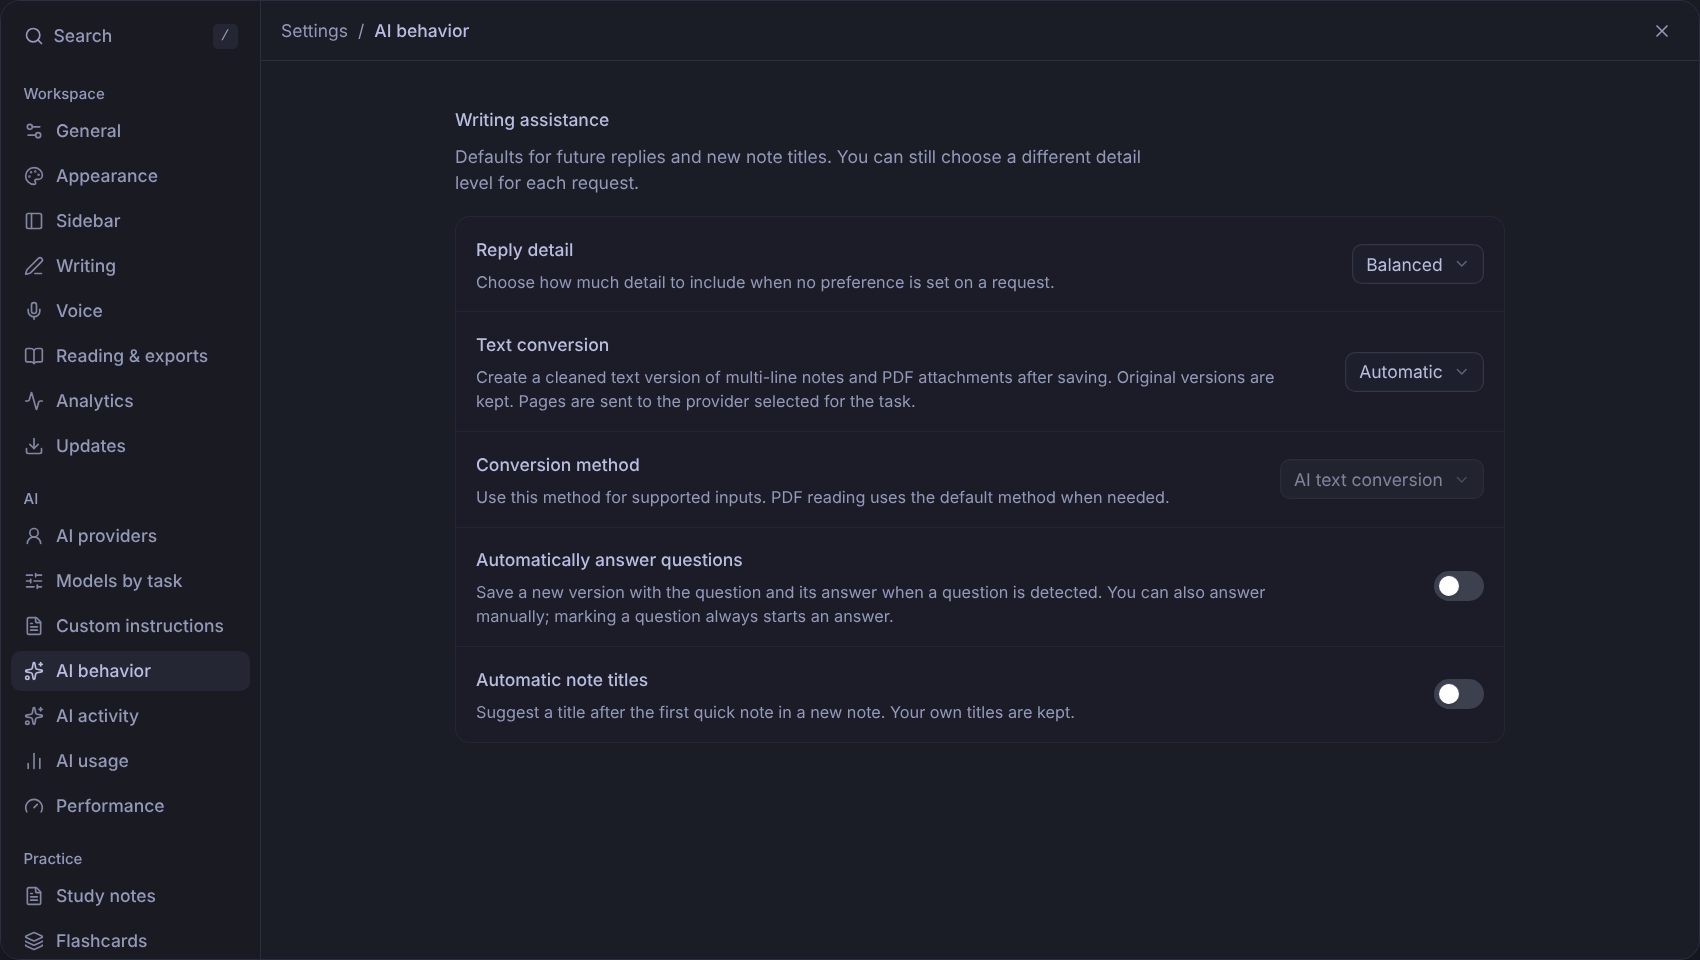 Search
/
Workspace
General
Appearance
Sidebar
Writing
Voice
Reading & exports
Analytics
Updates
AI
AI providers
Models by task
Custom instructions
AI behavior
AI activity
AI usage
Performance
Practice
Study notes
Flashcards
Settings / AI behavior
Writing assistance
Defaults for future replies and new note titles. You can still choose a different detail
level for each request.
Reply detail
Choose how much detail to include when no preference is set on a request.
Balanced
Text conversion
Create a cleaned text version of multi-line notes and PDF attachments after saving. Original versions are
kept. Pages are sent to the provider selected for the task.
Automatic
Conversion method
Use this method for supported inputs. PDF reading uses the default method when needed.
AI text conversion
Automatically answer questions
Save a new version with the question and its answer when a question is detected. You can also answer
manually; marking a question always starts an answer.
Automatic note titles
Suggest a title after the first quick note in a new note. Your own titles are kept.